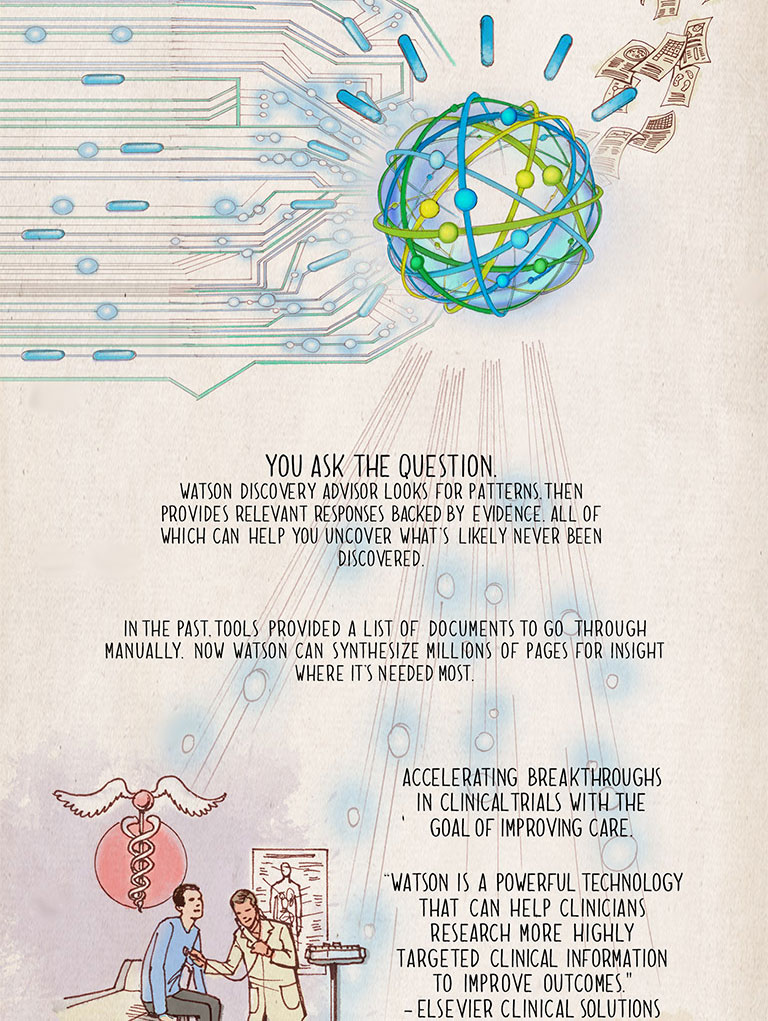 YOU ASK THE QUESTION.
WATSON DISCOVERY ADVISOR LOOKS FOR PATTERNS, THEN
PROVIDES RELEVANT RESPONSES BACKED BY EVIDENCE. ALL OF
WHICH CAN HELP YOU UNCOVER WHAT'S LIKELY NEVER BEEN
DISCOVERED.
IN THE PAST, TOOLS PROVIDED A LIST OF DOCUMENTS TO GO THROUGH
MANUALLY. NOW WATSON CAN SYNTHESIZE MILLIONS OF PAGES FOR INSIGHT
WHERE IT'S NEEDED MOST.
ACCELERATING BREAKTHROUGHS
IN CLINICAL TRIALS WITH THE
GOAL OF IMPROVING CARE.
"WATSON IS A POWERFUL TECHNOLOGY
THAT CAN HELP CLINICIANS
RESEARCH MORE HIGHLY
TARGETED CLINICAL INFORMATION
TO IMPROVE OUTCOMES."
- ELSEVIER CLINICAL SOLUTIONS